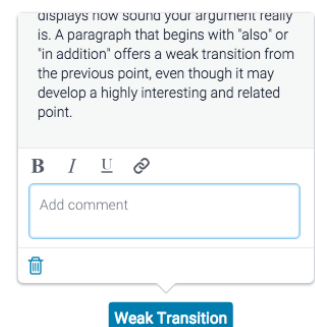 displays how sound your argument really
is. A paragraph that begins with "also" or
"in addition" offers a weak transition from
the previous point, even though it may
develop a highly interesting and related
point.
B I U
Add comment
Weak Transition